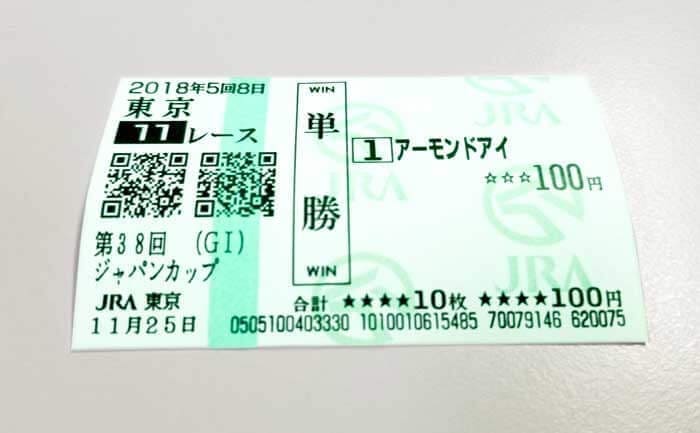 2018年5回8日
東京
11レース
第38回 (GI)
ジャパンカップ
JRA 東京
11月25日
WIN
単勝
WIN
1 アーモンドアイ
☆☆☆100円
合計 ★★★★10枚 ★★★★100円
0505100403330 1010010615485 70079146 620075
JRA
JRA
JRA